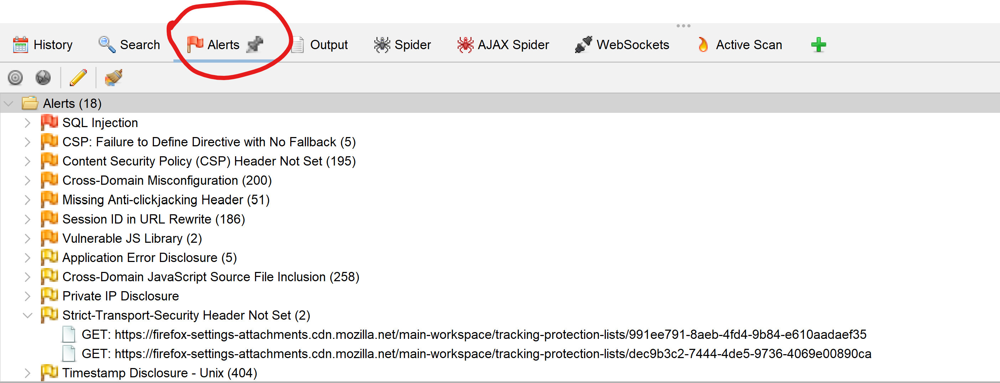 History Search Alerts Output Spider AJAX Spider WebSockets Active Scan
Alerts (18)
SQL Injection
CSP: Failure to Define Directive with No Fallback (5)
Content Security Policy (CSP) Header Not Set (195)
Cross-Domain Misconfiguration (200)
Missing Anti-clickjacking Header (51)
Session ID in URL Rewrite (186)
Vulnerable JS Library (2)
Application Error Disclosure (5)
Cross-Domain JavaScript Source File Inclusion (258)
Private IP Disclosure
Strict-Transport-Security Header Not Set (2)
GET: https://firefox-settings-attachments.cdn.mozilla.net/main-workspace/tracking-protection-lists/991ee791-8aeb-4fd4-9b84-e610aadaef35
GET: https://firefox-settings-attachments.cdn.mozilla.net/main-workspace/tracking-protection-lists/dec9b3c2-7444-4de5-9736-4069e00890ca
Timestamp Disclosure - Unix (404)